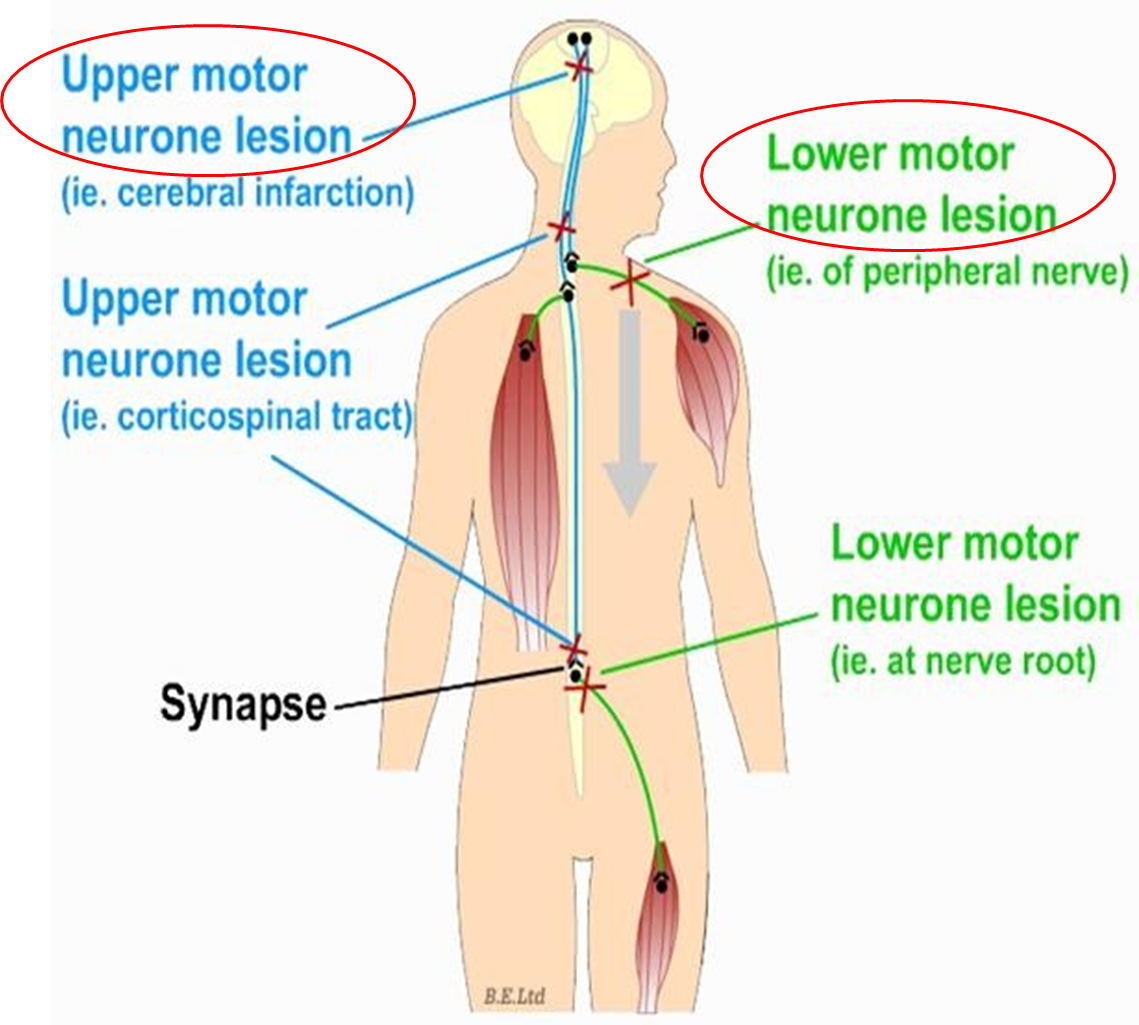 Upper motor
neurone lesion
(ie. cerebral infarction)
Lower motor
neurone lesion
(ie. of peripheral nerve)
Upper motor
neurone lesion
(ie. corticospinal tract)
Lower motor
neurone lesion
(ie. at nerve root)
Synapse
B.E.Ltd